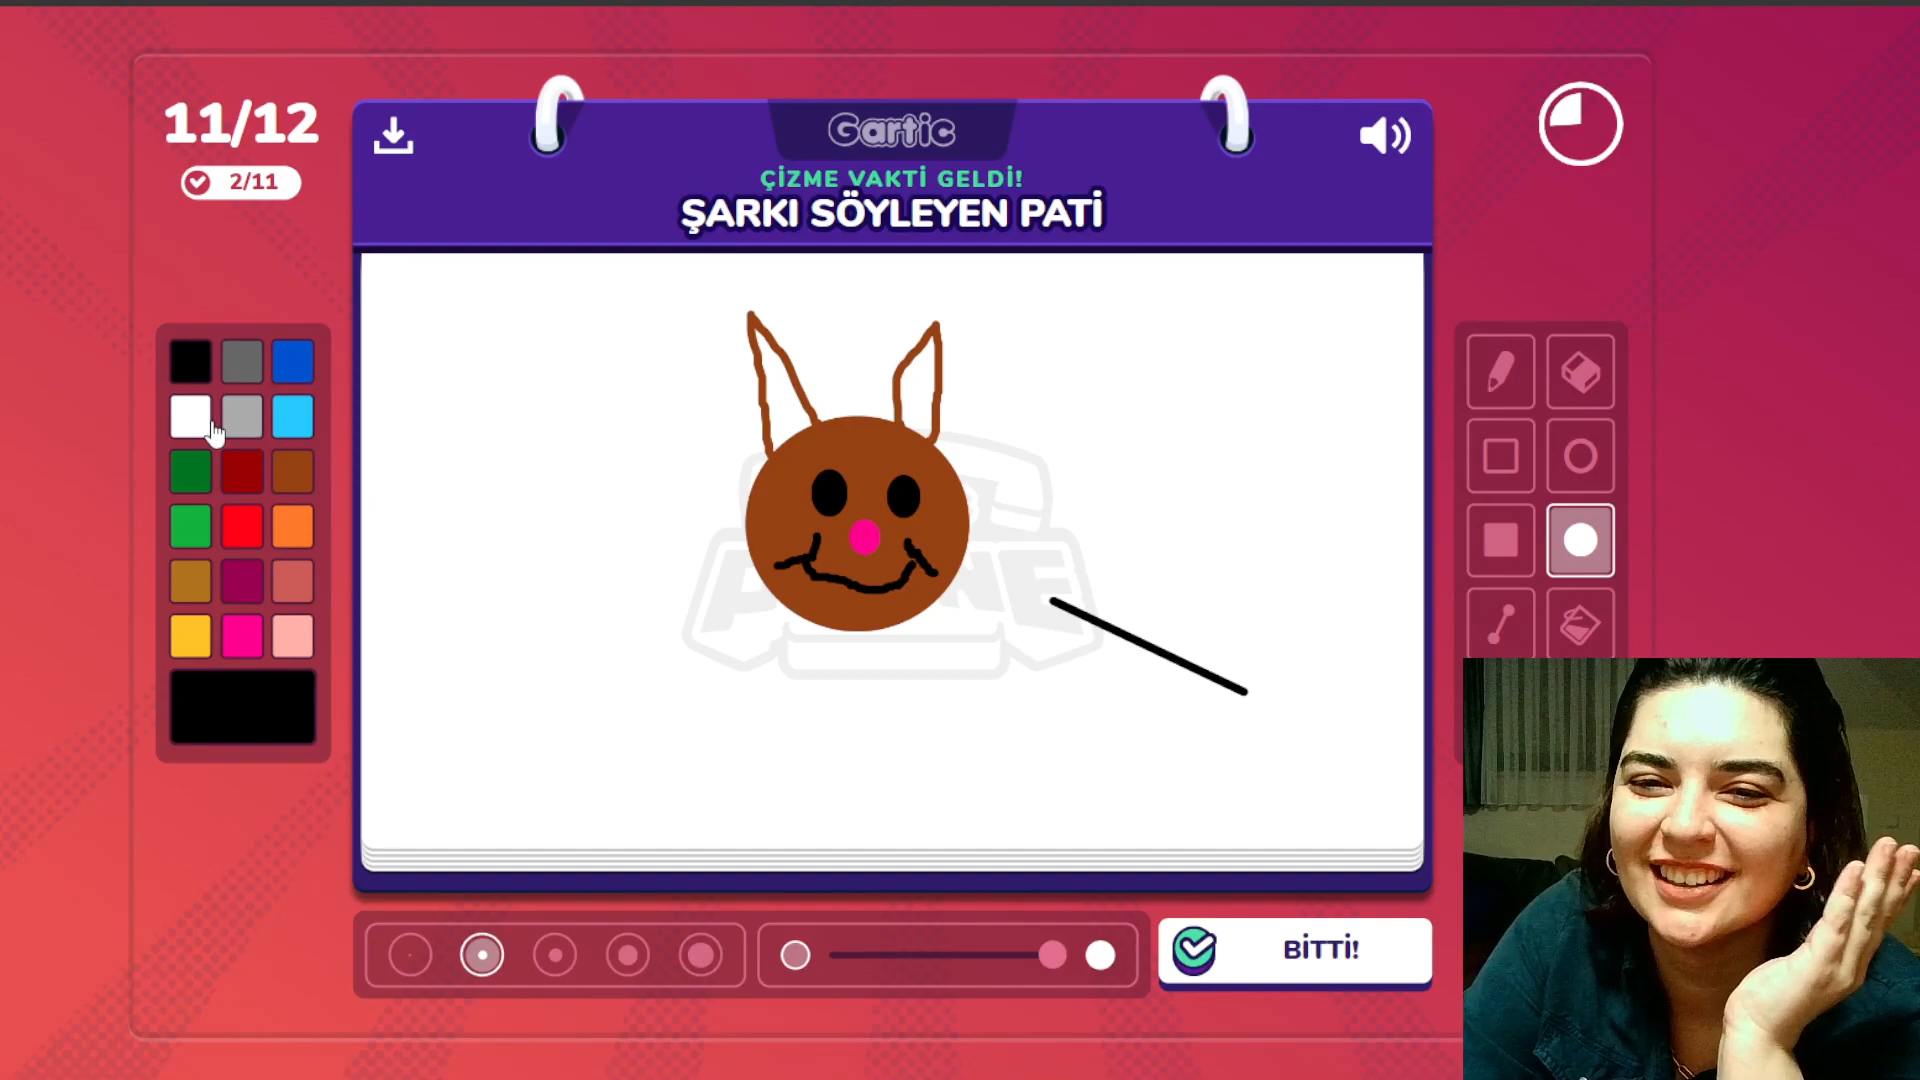 11/12
2/11
Gartic
ÇİZME VAKTİ GELDİ!
ŞARKI SÖYLEYEN PATİ
BİTTİ!